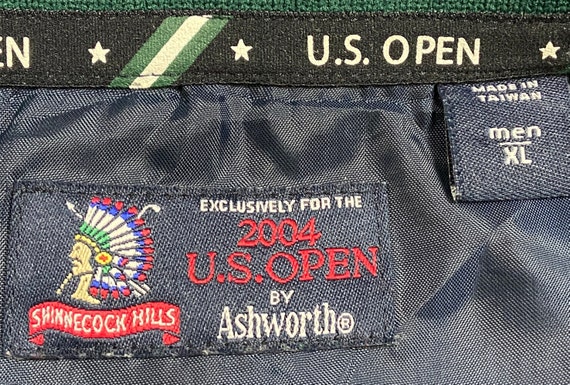 EN ★ ★ U.S. OPEN ★
MADE IN
TAIWAN
men
XL
EXCLUSIVELY FOR THE
2004
U.S. OPEN
BY
Ashworth®
SHINNECOCK HILLS